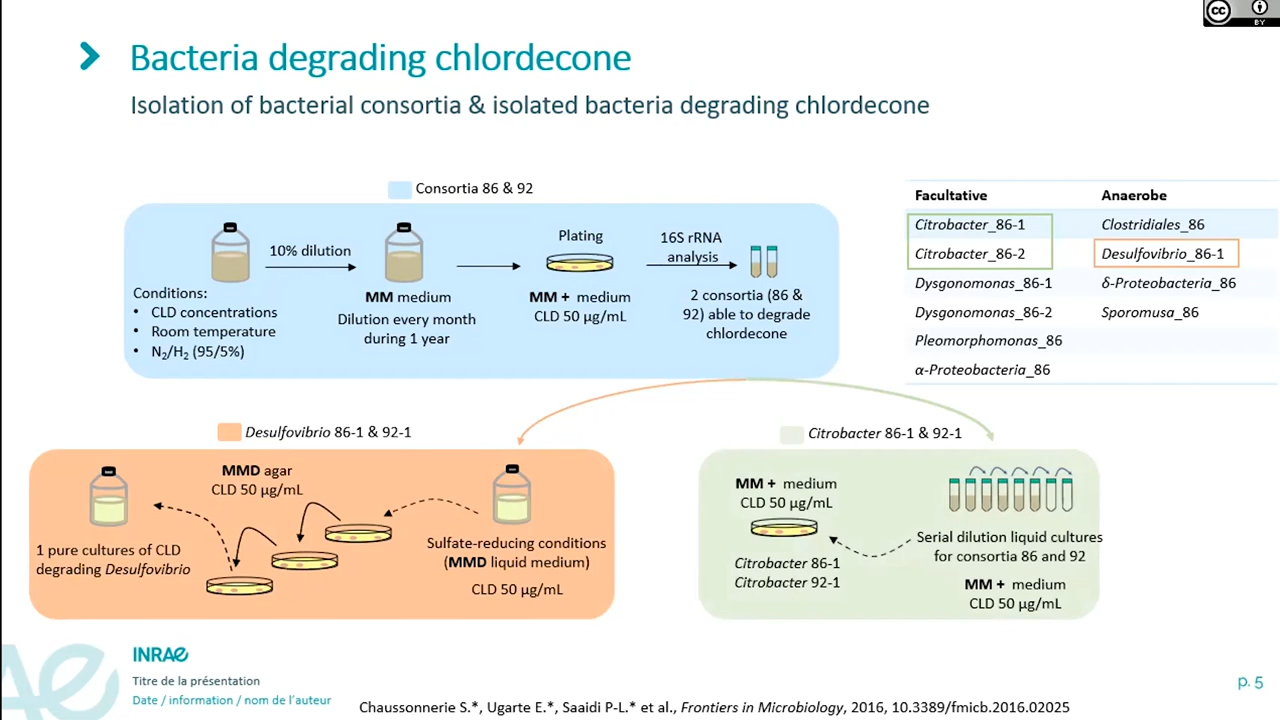 cc
BY
Bacteria degrading chlordecone
Isolation of bacterial consortia & isolated bacteria degrading chlordecone
Consortia 86 & 92
10% dilution
Conditions:
• CLD concentrations
• Room temperature
• N₂/H₂ (95/5%)
MM medium
Dilution every month
during 1 year
Plating
MM + medium
CLD 50 µg/mL
16S rRNA
analysis
2 consortia (86 &
92) able to degrade
chlordecone
Facultative Anaerobe
Citrobacter_86-1 Clostridiales_86
Citrobacter_86-2 Desulfovibrio_86-1
Dysgonomonas_86-1 δ-Proteobacteria_86
Dysgonomonas_86-2 Sporomusa_86
Pleomorphomonas_86
α-Proteobacteria_86
Desulfovibrio 86-1 & 92-1
MMD agar
CLD 50 µg/mL
1 pure cultures of CLD
degrading Desulfovibrio
Sulfate-reducing conditions
(MMD liquid medium)
CLD 50 µg/mL
Citrobacter 86-1 & 92-1
MM + medium
CLD 50 µg/mL
Citrobacter 86-1
Citrobacter 92-1
Serial dilution liquid cultures
for consortia 86 and 92
MM + medium
CLD 50 µg/mL
INRAE
Titre de la présentation
Date / information / nom de l'auteur
p. 5
Chaussonnerie S.*, Ugarte E.*, Saaidi P-L.* et al., Frontiers in Microbiology, 2016, 10.3389/fmicb.2016.02025